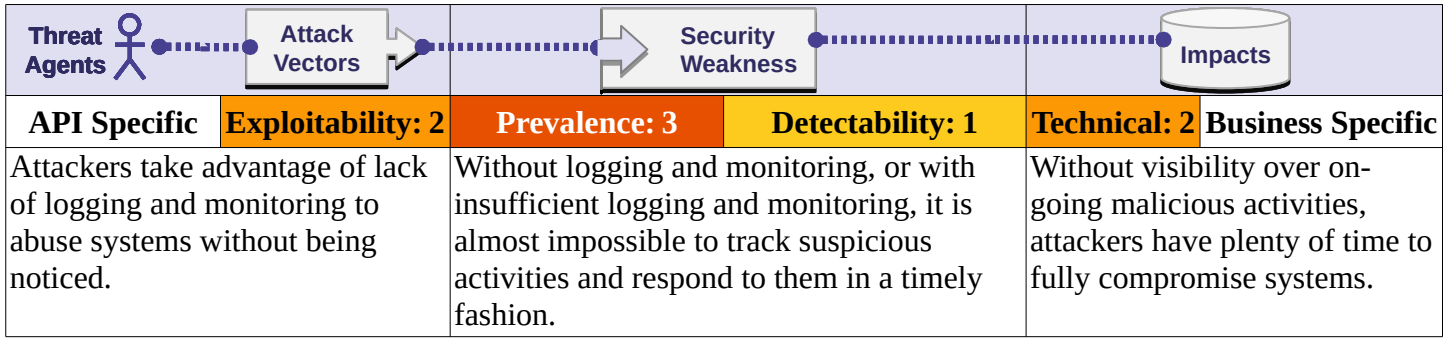 Threat
Agents
Attack
Vectors
Security
Weakness
Impacts
API Specific
Exploitability: 2
Prevalence: 3
Detectability: 1
Technical: 2
Business Specific
Attackers take advantage of lack
of logging and monitoring to
abuse systems without being
noticed.
Without logging and monitoring, or with
insufficient logging and monitoring, it is
almost impossible to track suspicious
activities and respond to them in a timely
fashion.
Without visibility over on-
going malicious activities,
attackers have plenty of time to
fully compromise systems.